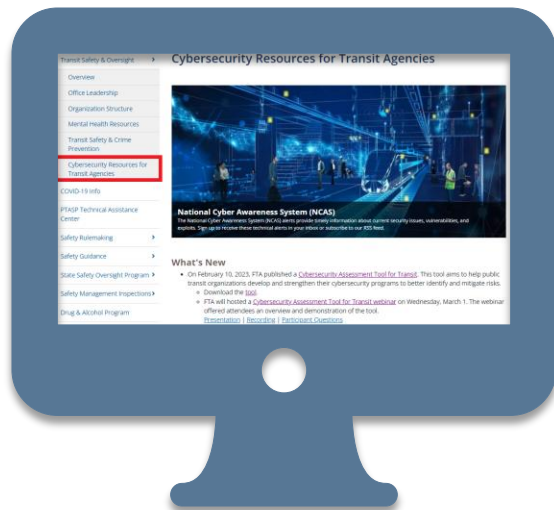 Transit Safety & Oversight
Overview
Office Leadership
Organization Structure
Mental Health Resources
Transit Safety & Crime
Prevention
Cybersecurity Resources for
Transit Agencies
COVID-19 Info
PTASP Technical Assistance
Center
Safety Rulemaking
Safety Guidance
State Safety Oversight Program
Safety Management Inspections
Drug & Alcohol Program
Cybersecurity Resources for Transit Agencies
National Cyber Awareness System (NCAS)
The National Cyber Awareness System (NCAS) alerts provide timely information about current security issues, vulnerabilities, and
exploits. Sign up to receive these technical alerts in your inbox or subscribe to our RSS feed.
What's New
On February 10, 2023, FTA published a Cybersecurity Assessment Tool for Transit. This tool aims to help public
transit organizations develop and strengthen their cybersecurity programs to better identify and mitigate risks.
Download the tool.
FTA will hosted a Cybersecurity Assessment Tool for Transit webinar on Wednesday, March 1. The webinar
offered attendees an overview and demonstration of the tool.
Presentation | Recording | Participant Questions